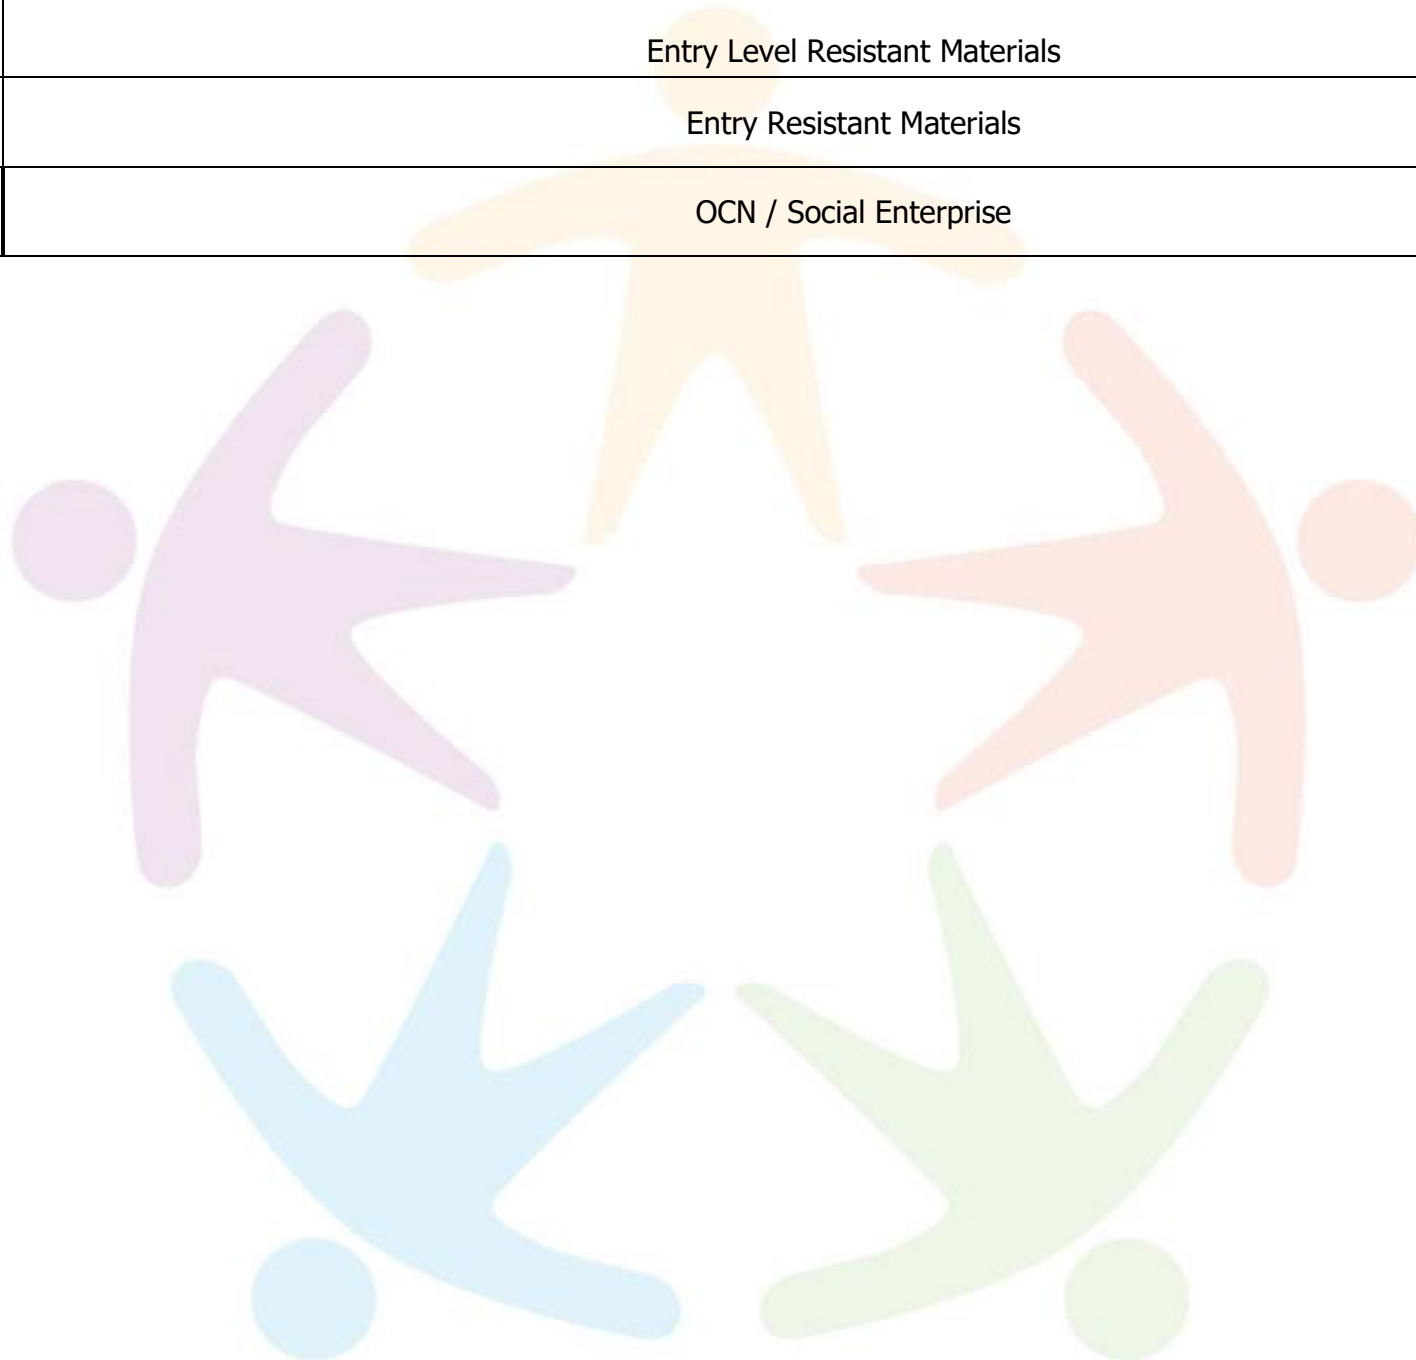 Entry Level Resistant Materials
Entry Resistant Materials
OCN / Social Enterprise